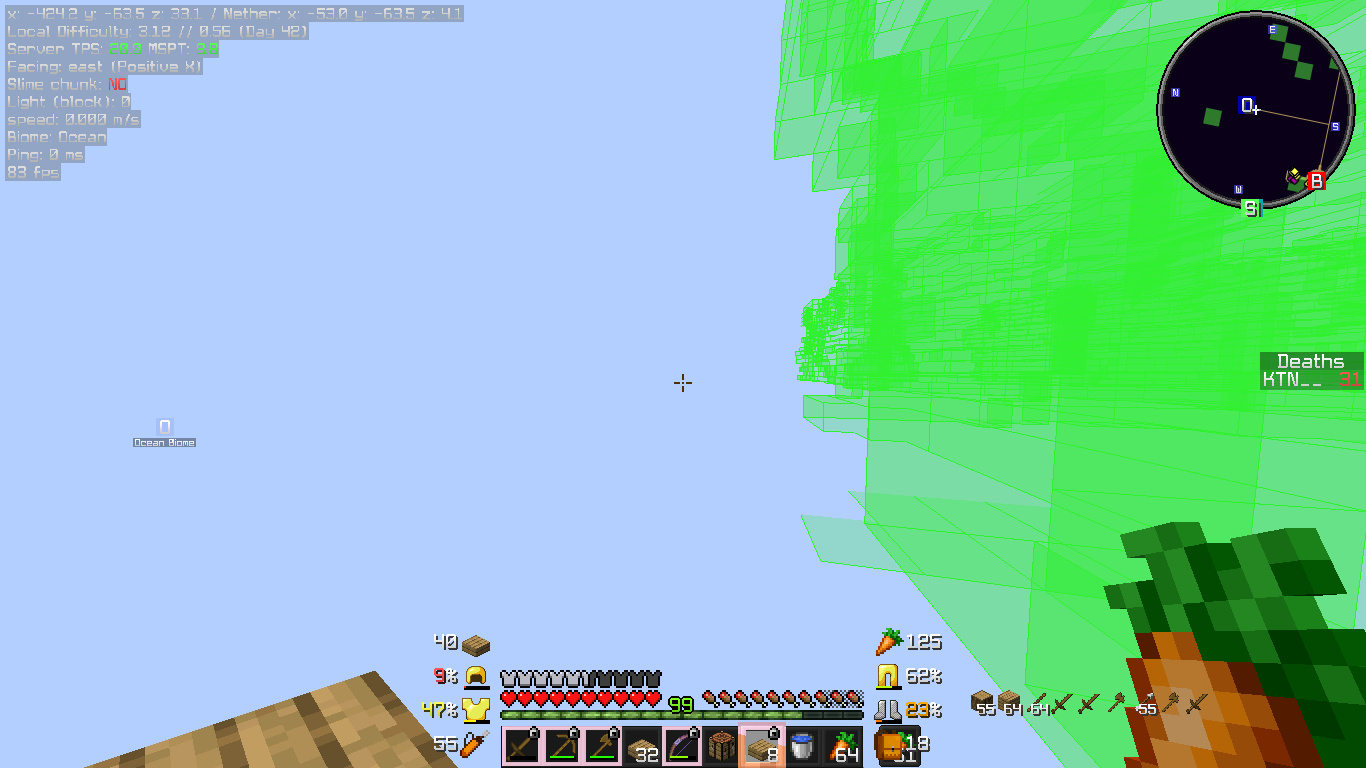 x: -424.2 y: -63.5 z: 33.1 / Nether: x: -53.0 y: -63.5 z: 4.1
Local Difficulty: 3.12 // 0.56 (Day 42)
Server TPS: 20.0 MSPT: 9.0
Facing: east (Positive X)
Slime chunk: NO
Light (block): 0
speed: 0.000 m/s
Biome: Ocean
Ping: 0 ms
83 fps
E
N
O
S
W
B
S
Deaths
KTN__ 31
O
Ocean Biome
40
125
9%
62%
99
47%
23%
55 64 64 55
55
32
8
64
18